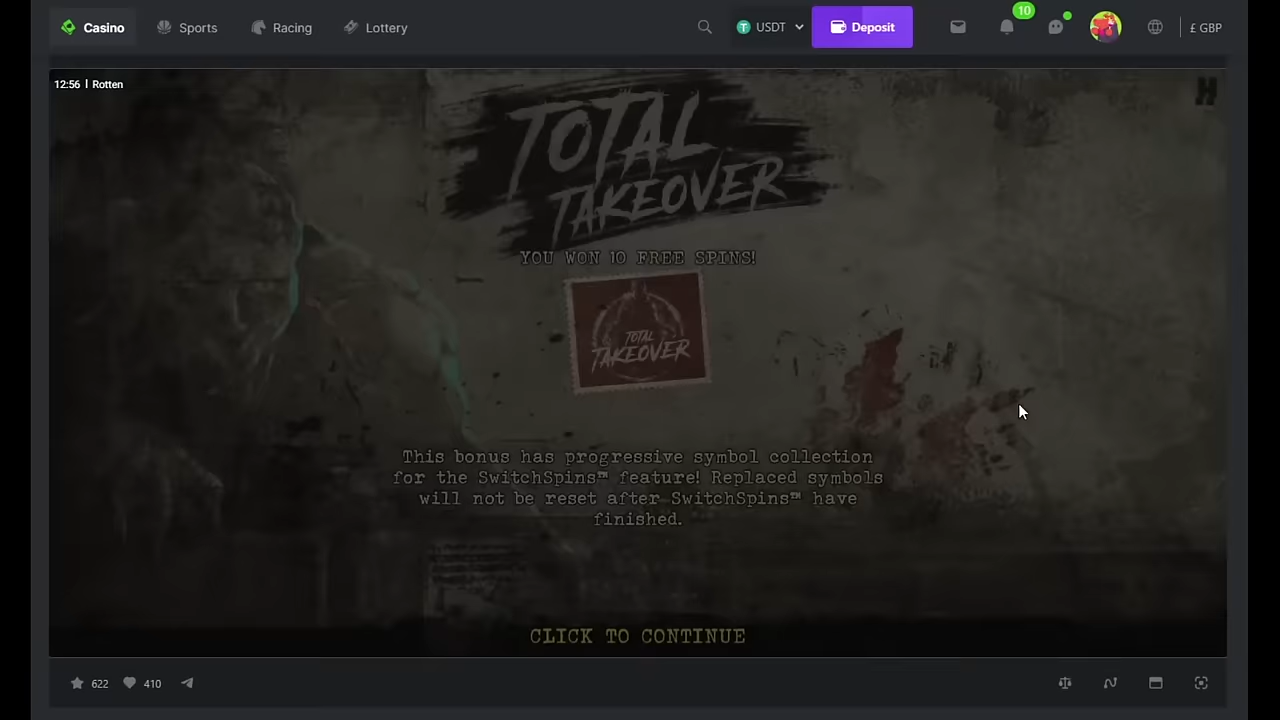 Casino
Sports
Racing
Lottery
USDT
Deposit
10
£ GBP
12:56 | Rotten
TOTAL
TAKEOVER
YOU WON 10 FREE SPINS!
TOTAL
TAKEOVER
This bonus has progressive symbol collection
for the SwitchSpins™ feature! Replaced symbols
will not be reset after SwitchSpins™ have
finished.
CLICK TO CONTINUE
622
410